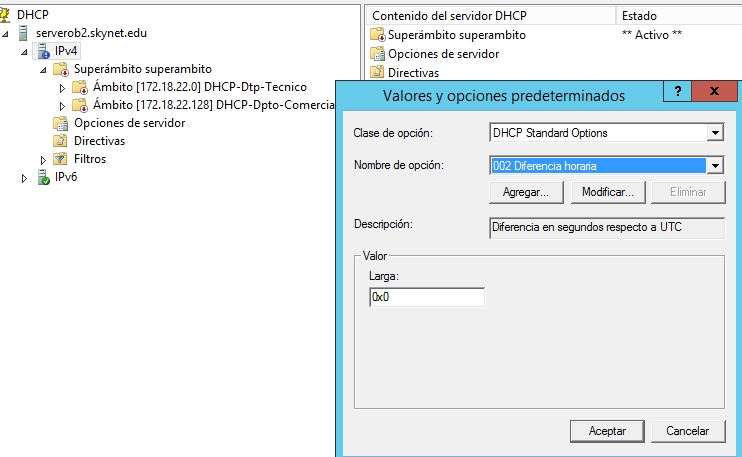 DHCP
serverob2.skynet.edu
IPv4
Superámbito superambito
Ámbito [172.18.22.0] DHCP-Dtp-Tecnico
Ámbito [172.18.22.128] DHCP-Dpto-Comercia
Opciones de servidor
Directivas
Filtros
IPv6
Contenido del servidor DHCP Estado
Superámbito superambito ** Activo **
Opciones de servidor
Directivas
Valores y opciones predeterminados ? X
Clase de opción: DHCP Standard Options
Nombre de opción: 002 Diferencia horaria
Agregar... Modificar... Eliminar
Descripción: Diferencia en segundos respecto a UTC
Valor
Larga:
0x0
Aceptar Cancelar